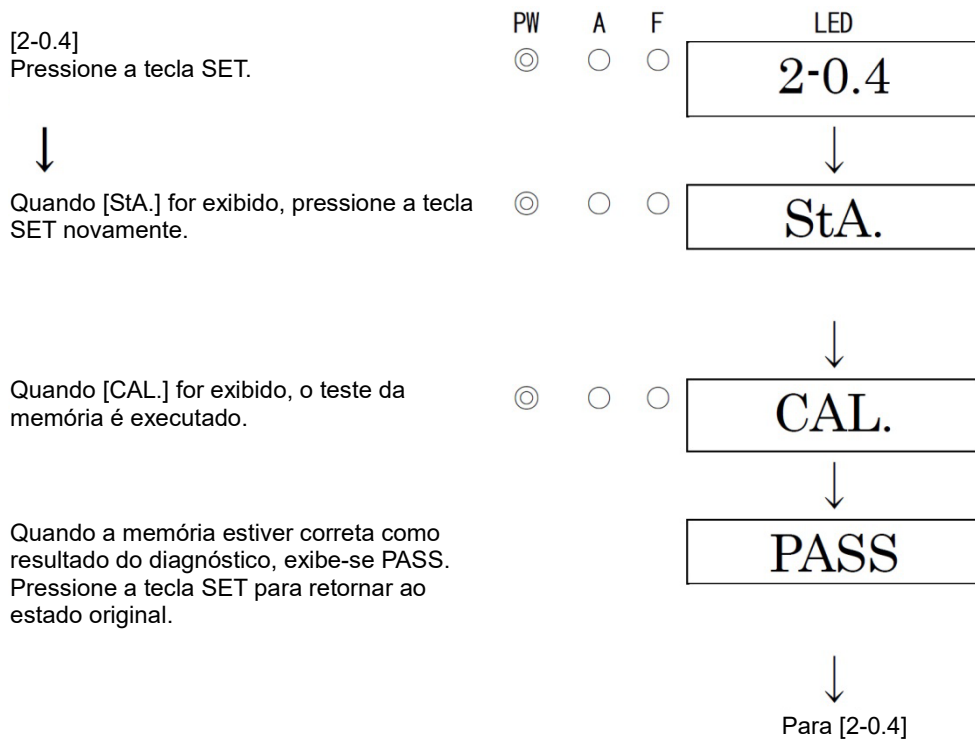 PW A F LED
[2-0.4]
Pressione a tecla SET.
2-0.4
Quando [StA.] for exibido, pressione a tecla
SET novamente.
StA.
Quando [CAL.] for exibido, o teste da
memória é executado.
CAL.
Quando a memória estiver correta como
resultado do diagnóstico, exibe-se PASS.
Pressione a tecla SET para retornar ao
estado original.
PASS
Para [2-0.4]